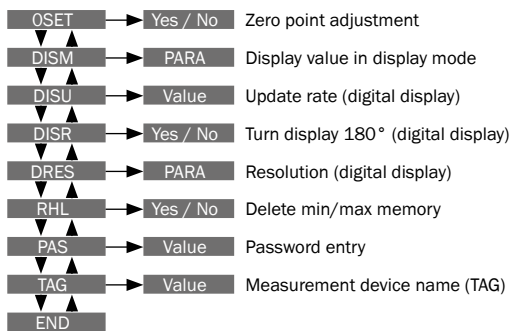 0SET Yes / No Zero point adjustment
DISM PARA Display value in display mode
DISU Value Update rate (digital display)
DISR Yes / No Turn display 180° (digital display)
DRES PARA Resolution (digital display)
RHL Yes / No Delete min/max memory
PAS Value Password entry
TAG Value Measurement device name (TAG)
END